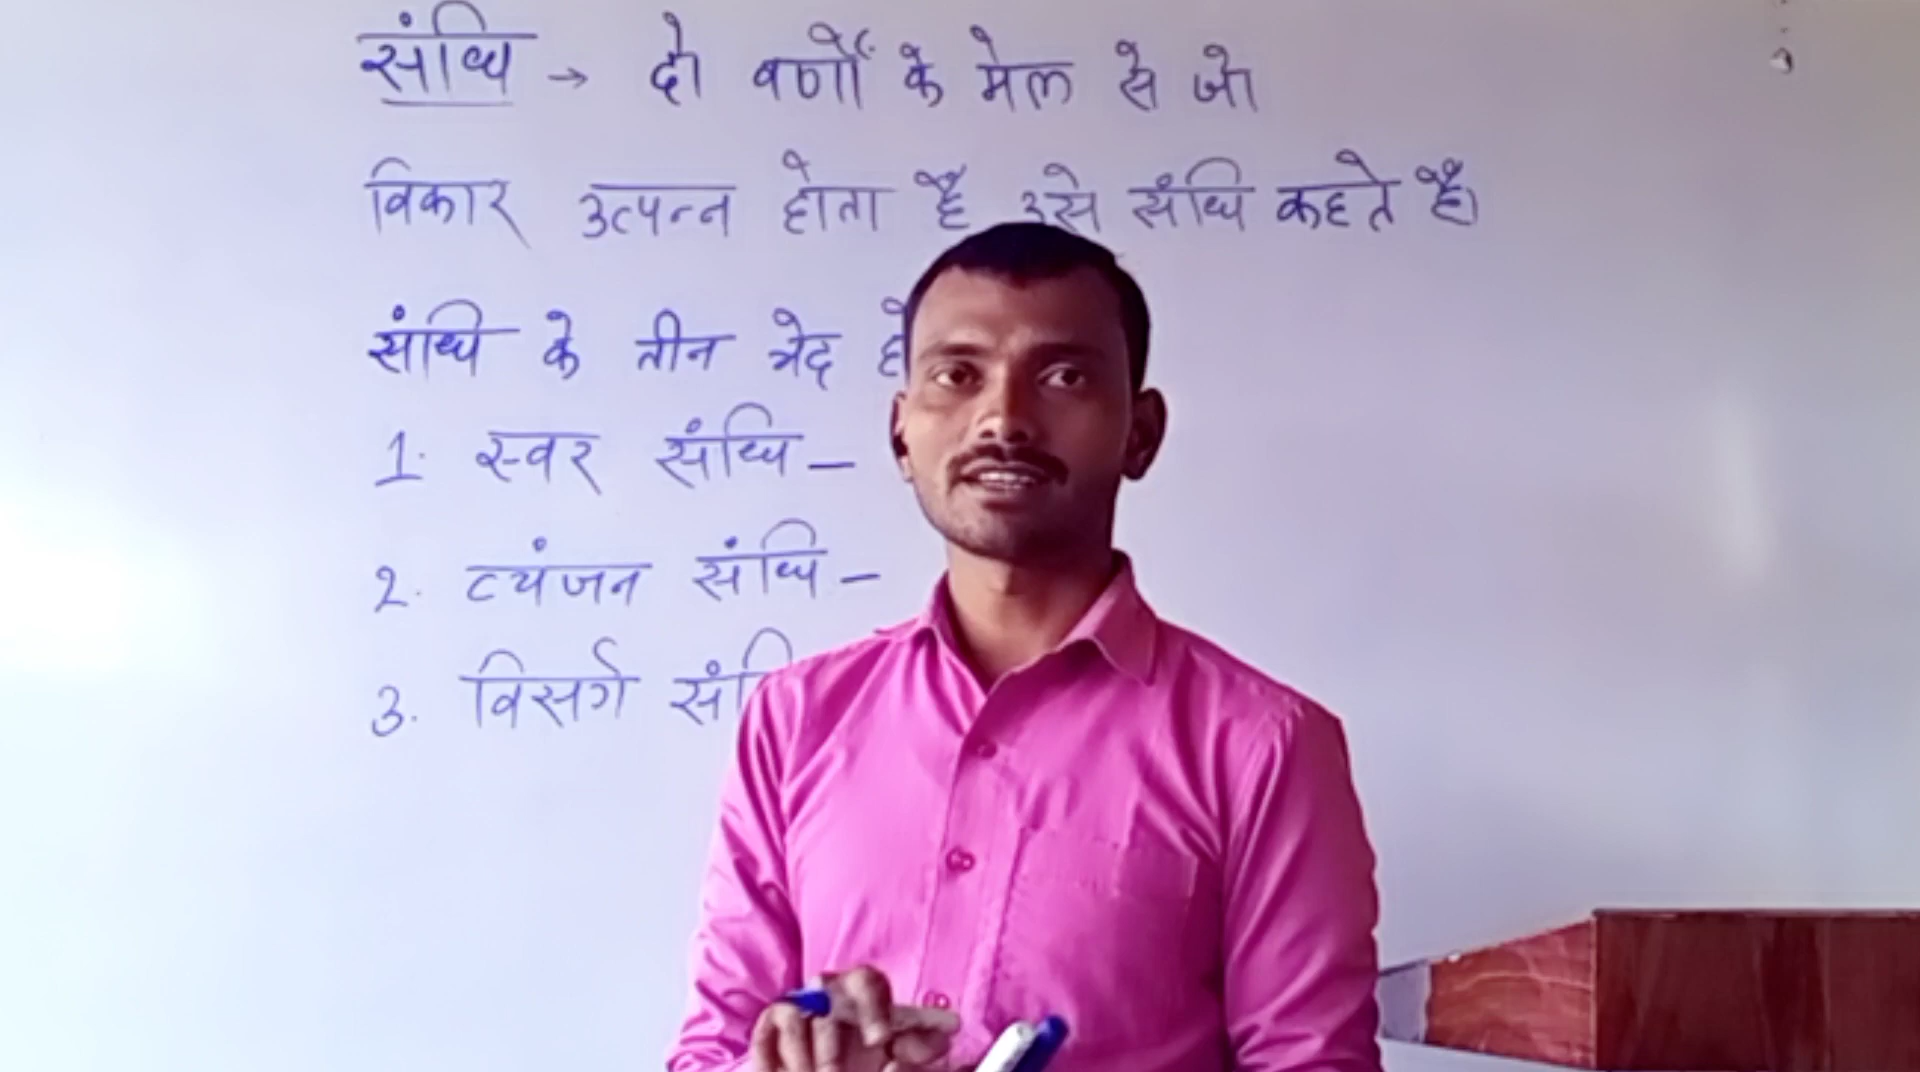 संधि → दो वर्णों के मेल से जो
विकार उत्पन्न होता है उसे संधि कहते है।
संधि के तीन भेद
1. स्वर संधि –
2. व्यंजन संधि –
3. विसर्ग